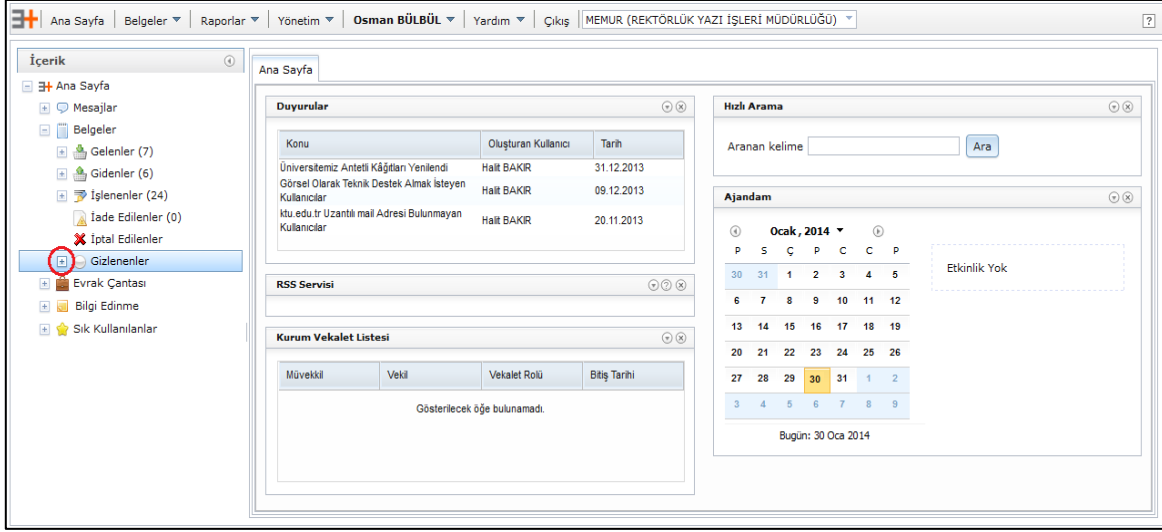 Ana Sayfa Belgeler Raporlar Yönetim Osman BÜLBÜL Yardım Çıkış MEMUR (REKTÖRLÜK YAZI İŞLERİ MÜDÜRLÜĞÜ) ?
İçerik
Ana Sayfa
Mesajlar
Belgeler
Gelenler (7)
Gidenler (6)
İşlenenler (24)
İade Edilenler (0)
İptal Edilenler
Gizlenenler
Evrak Çantası
Bilgi Edinme
Sık Kullanılanlar
Ana Sayfa
Duyurular
Konu Oluşturan Kullanıcı Tarih
Üniversitemiz Antetli Kâğıtları Yenilendi Halit BAKIR 31.12.2013
Görsel Olarak Teknik Destek Almak İsteyen
Kullanıcılar Halit BAKIR 09.12.2013
ktu.edu.tr Uzantılı mail Adresi Bulunmayan
Kullanıcılar Halit BAKIR 20.11.2013
RSS Servisi
Kurum Vekalet Listesi
Müvekkil Vekil Vekalet Rolü Bitiş Tarihi
Gösterilecek öğe bulunamadı.
Hızlı Arama
Aranan kelime Ara
Ajandam
Ocak , 2014
P S Ç P C C P
30 31 1 2 3 4 5
6 7 8 9 10 11 12
13 14 15 16 17 18 19
20 21 22 23 24 25 26
27 28 29 30 31 1 2
3 4 5 6 7 8 9
Bugün: 30 Oca 2014
Etkinlik Yok